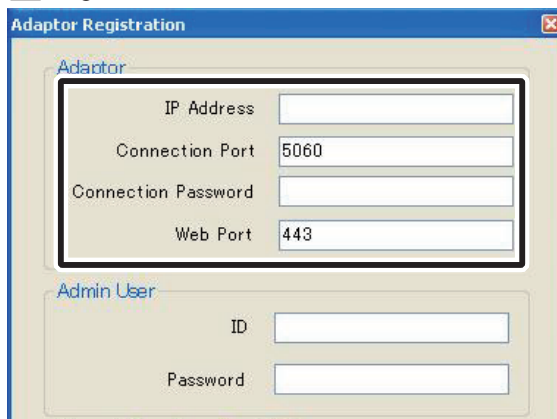 Adaptor Registration
Adaptor
IP Address
Connection Port 5060
Connection Password
Web Port 443
Admin User
ID
Password